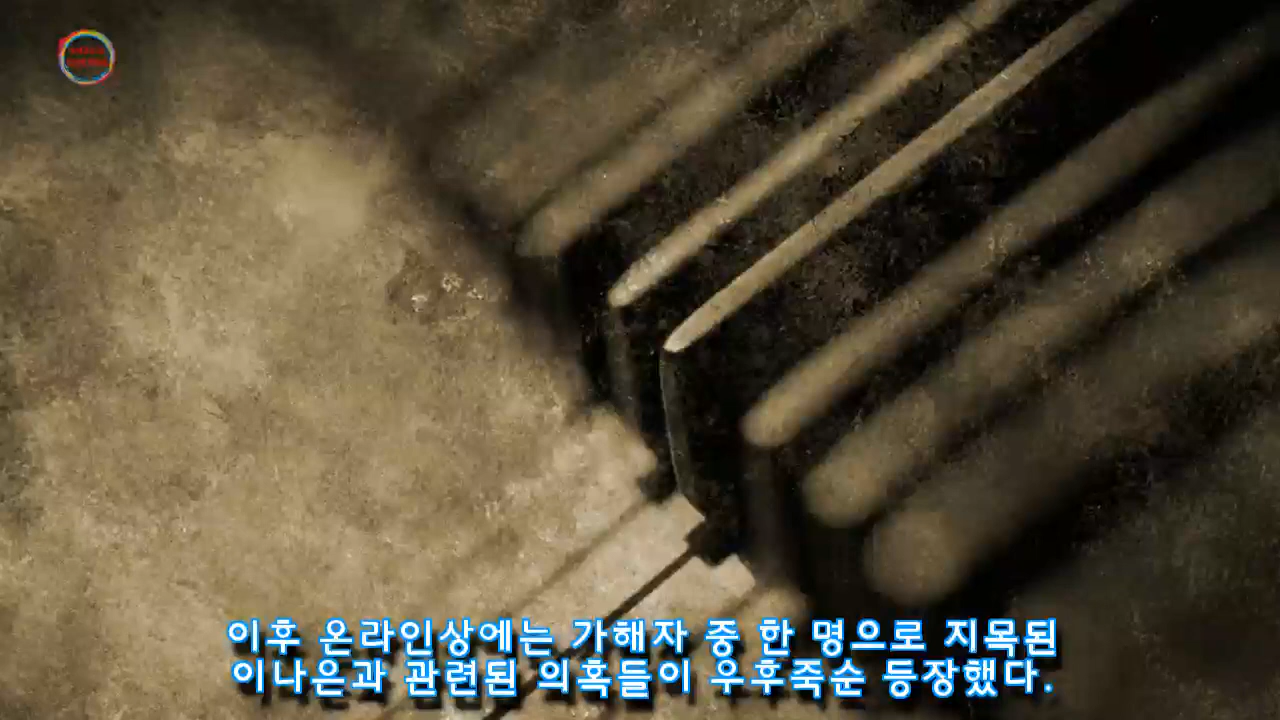 이후 온라인상에는 가해자 중 한 명으로 지목된
이나은과 관련된 의혹들이 우후죽순 등장했다.